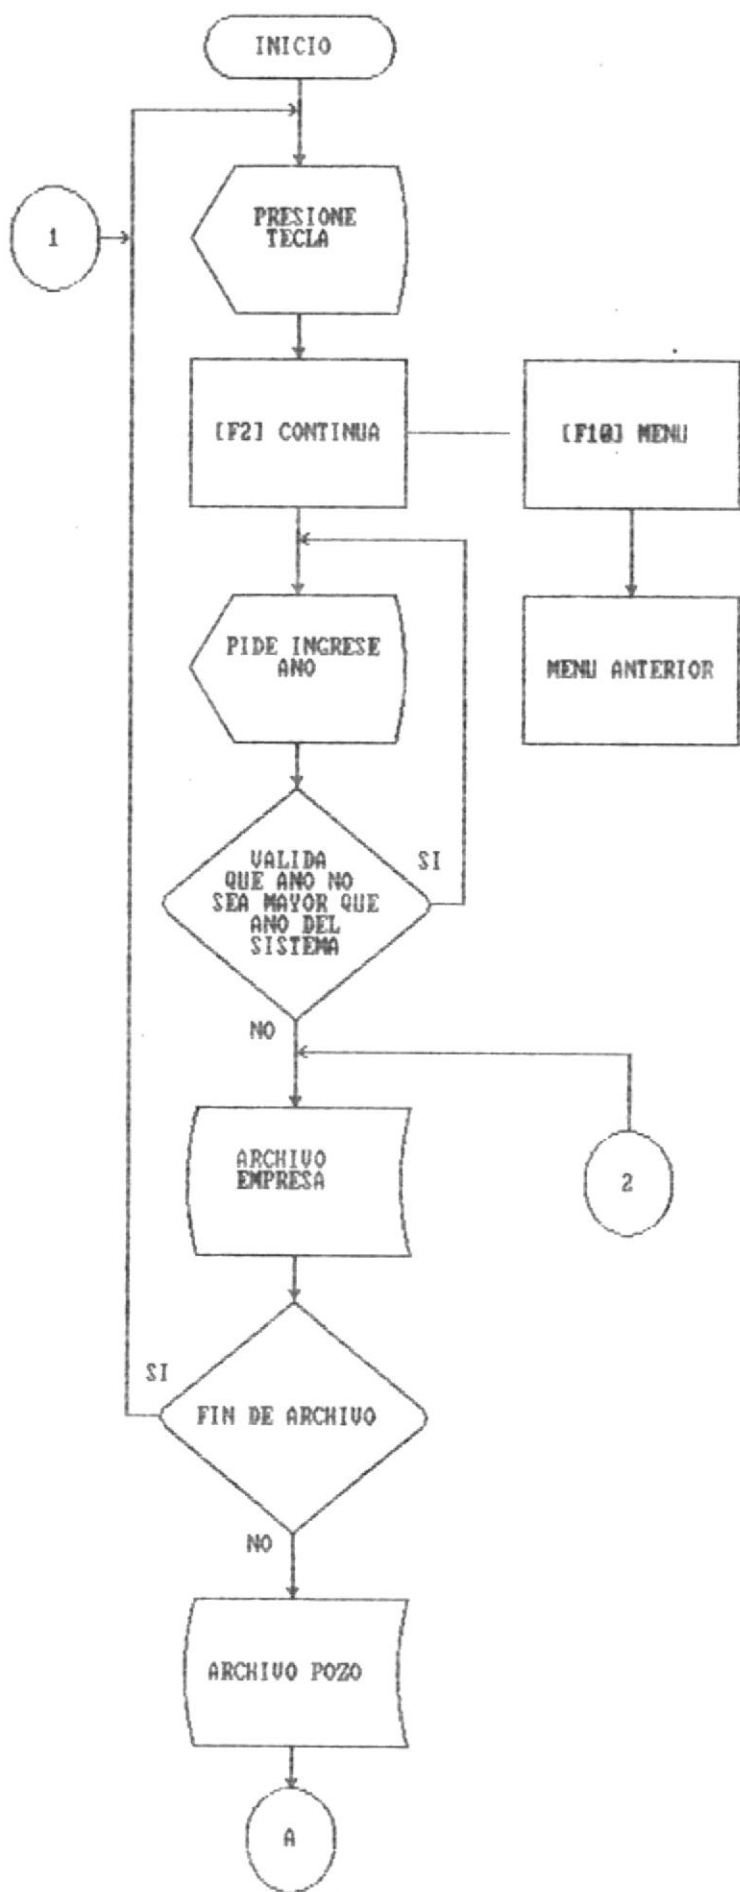 INICIO
1
PRESIONE
TECLA
[F2] CONTINUA
[F10] MENU
PIDE INGRESE
ANO
MENU ANTERIOR
VALIDA
QUE ANO NO
SEA MAYOR QUE
ANO DEL
SISTEMA
SI
NO
ARCHIVO
EMPRESA
2
SI
FIN DE ARCHIVO
NO
ARCHIVO POZO
A